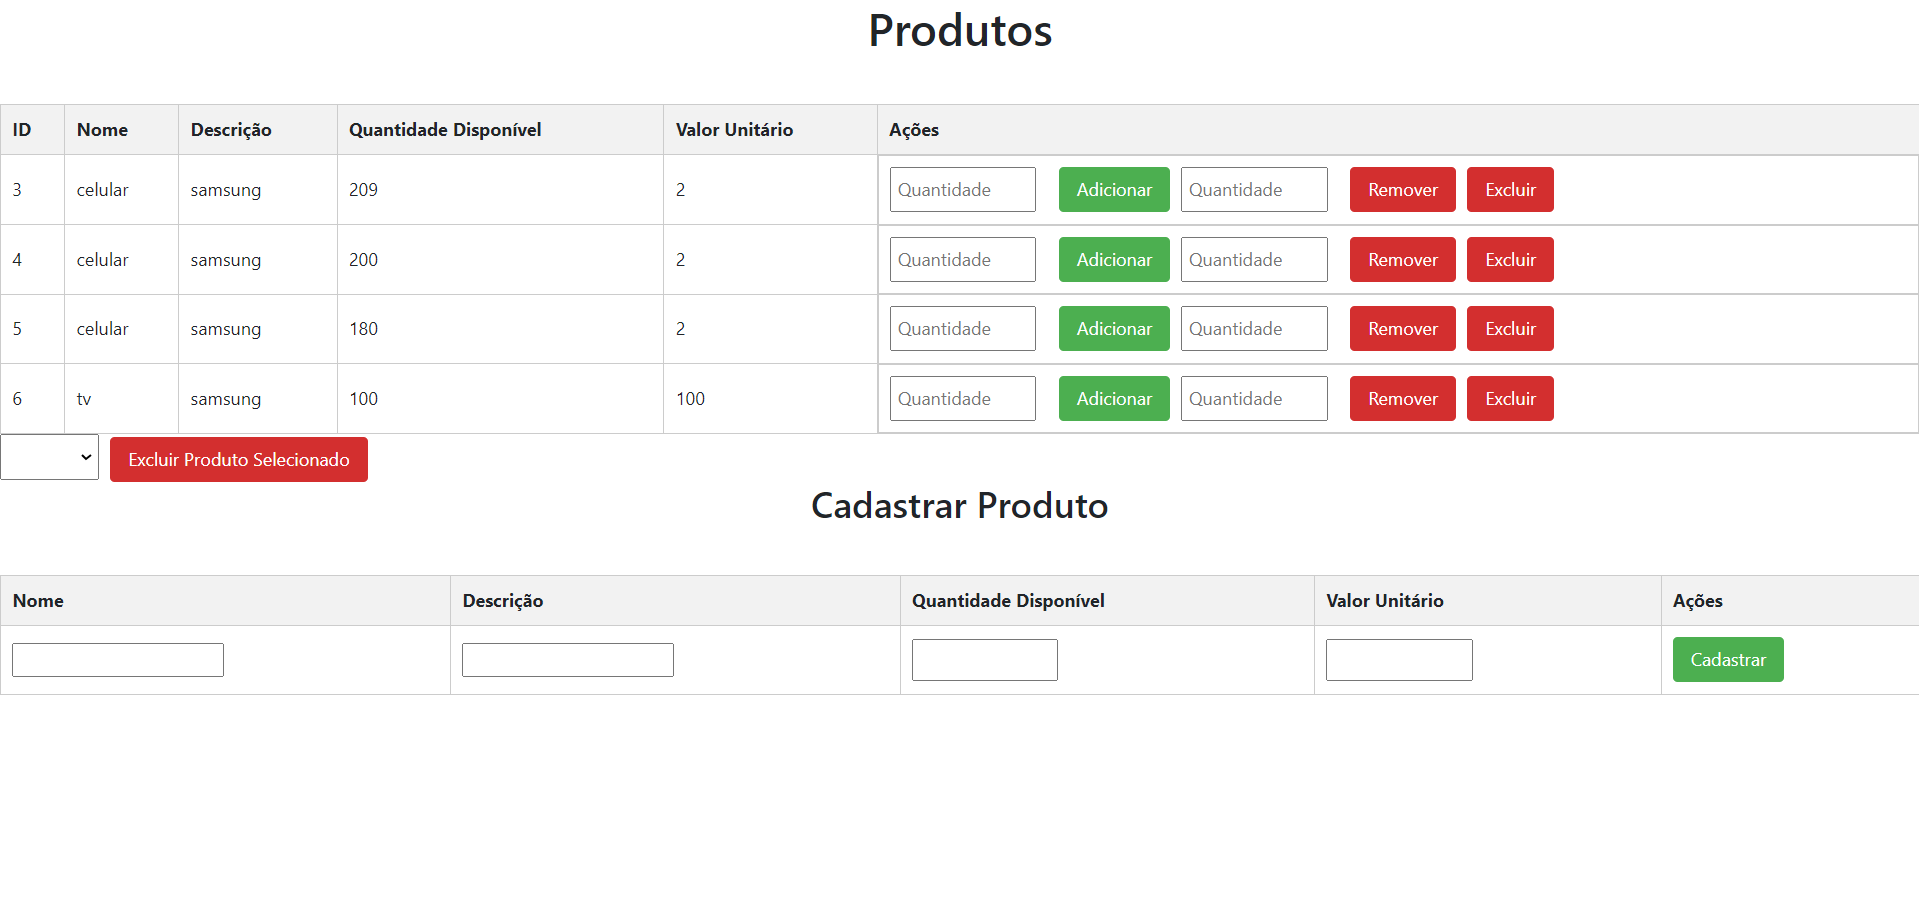 Produtos
ID Nome Descrição Quantidade Disponível Valor Unitário Ações
3 celular samsung 209 2 Quantidade Adicionar Quantidade Remover Excluir
4 celular samsung 200 2 Quantidade Adicionar Quantidade Remover Excluir
5 celular samsung 180 2 Quantidade Adicionar Quantidade Remover Excluir
6 tv samsung 100 100 Quantidade Adicionar Quantidade Remover Excluir
Excluir Produto Selecionado
Cadastrar Produto
Nome Descrição Quantidade Disponível Valor Unitário Ações
Cadastrar